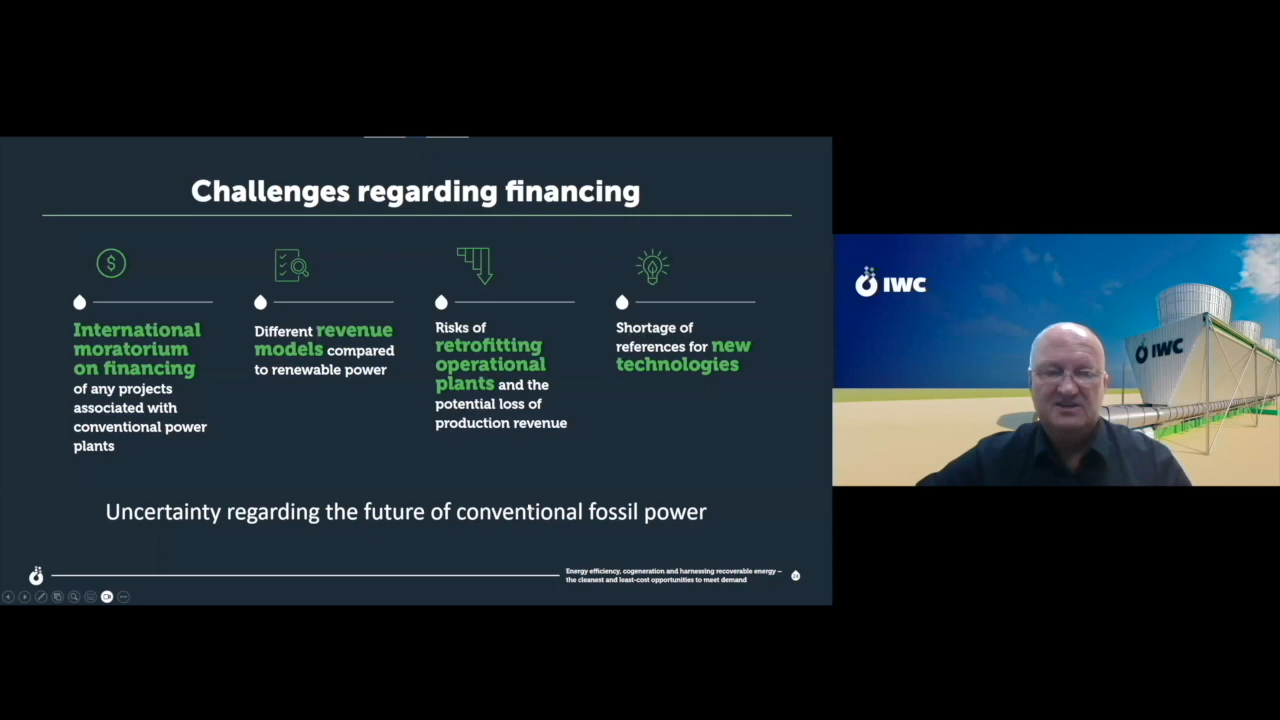 Challenges regarding financing
International
moratorium
on financing
of any projects
associated with
conventional power
plants
Different revenue
models compared
to renewable power
Risks of
retrofitting
operational
plants and the
potential loss of
production revenue
Shortage of
references for new
technologies
Uncertainty regarding the future of conventional fossil power
Energy efficiency, cogeneration and harnessing recoverable energy –
the cleanest and least-cost opportunities to meet demand
IWC
IWC